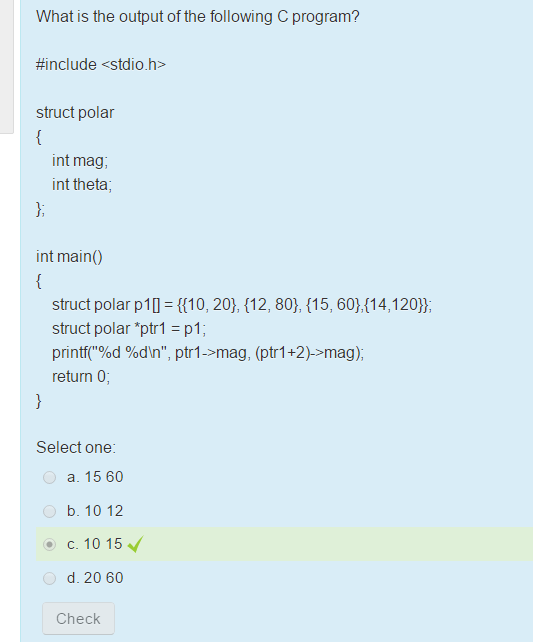 What is the output of the following C program?
#include <stdio.h>
struct polar
{
int mag;
int theta;
};
int main()
{
struct polar p1[] = {{10, 20}, {12, 80}, {15, 60},{14,120}};
struct polar *ptr1 = p1;
printf("%d %d\n", ptr1->mag, (ptr1+2)->mag);
return 0;
}
Select one:
a. 15 60
b. 10 12
c. 10 15
d. 20 60
Check